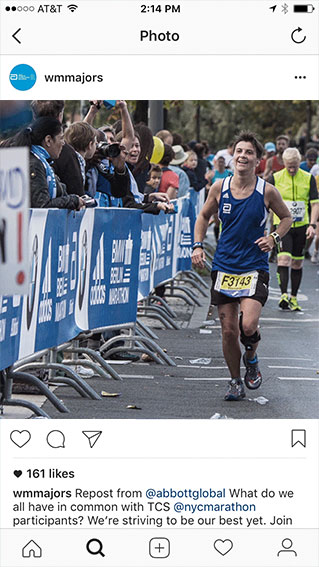 AT&T 2:14 PM
Photo
wmmajors
adidas
BMW
BERLIN
MARATHON
adidas
F3143
161 likes
wmmajors Repost from @abbottglobal What do we
all have in common with TCS @nycmarathon
participants? We're striving to be our best yet. Join